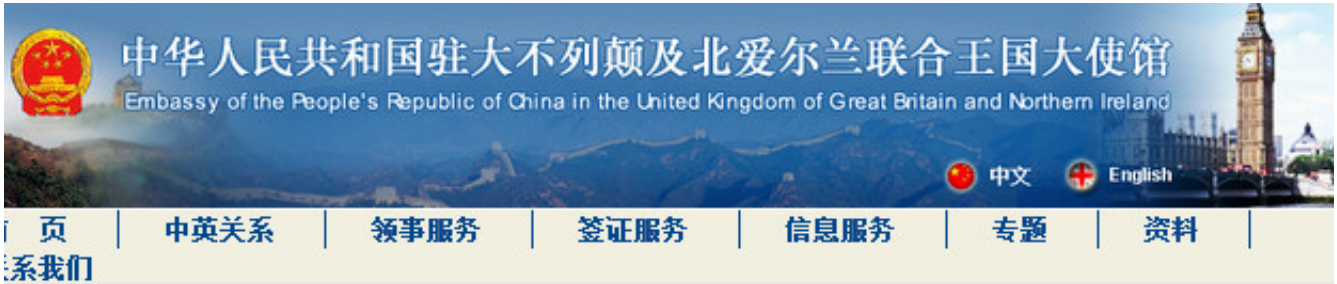 中华人民共和国驻大不列颠及北爱尔兰联合王国大使馆
Embassy of the People's Republic of China in the United Kingdom of Great Britain and Northern Ireland
中文 English
页 中英关系 领事服务 签证服务 信息服务 专题 资料
系我们